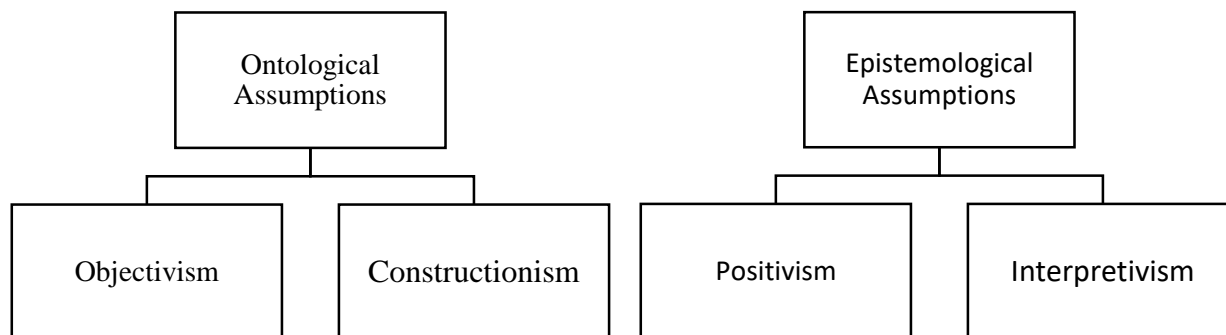 Ontological
Assumptions
Epistemological
Assumptions
Objectivism
Constructionism
Positivism
Interpretivism